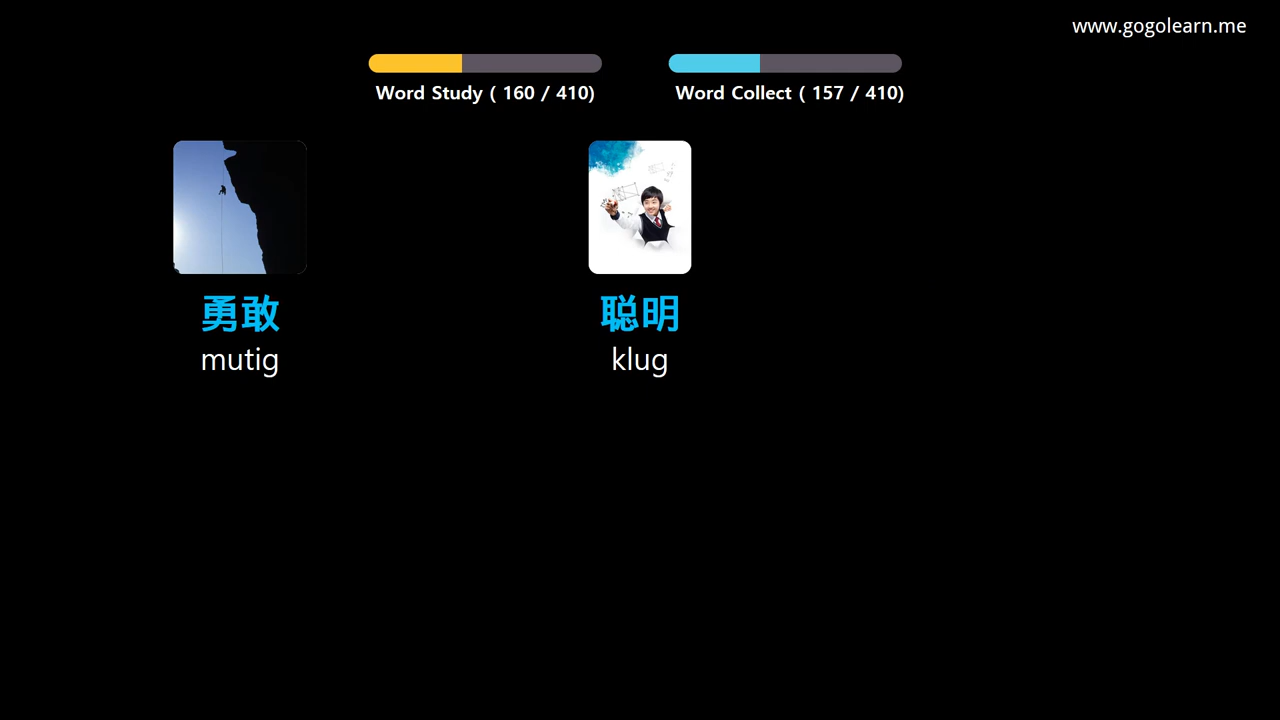 www.gogolearn.me
Word Study ( 160 / 410)
Word Collect ( 157 / 410)
勇敢
mutig
聪明
klug